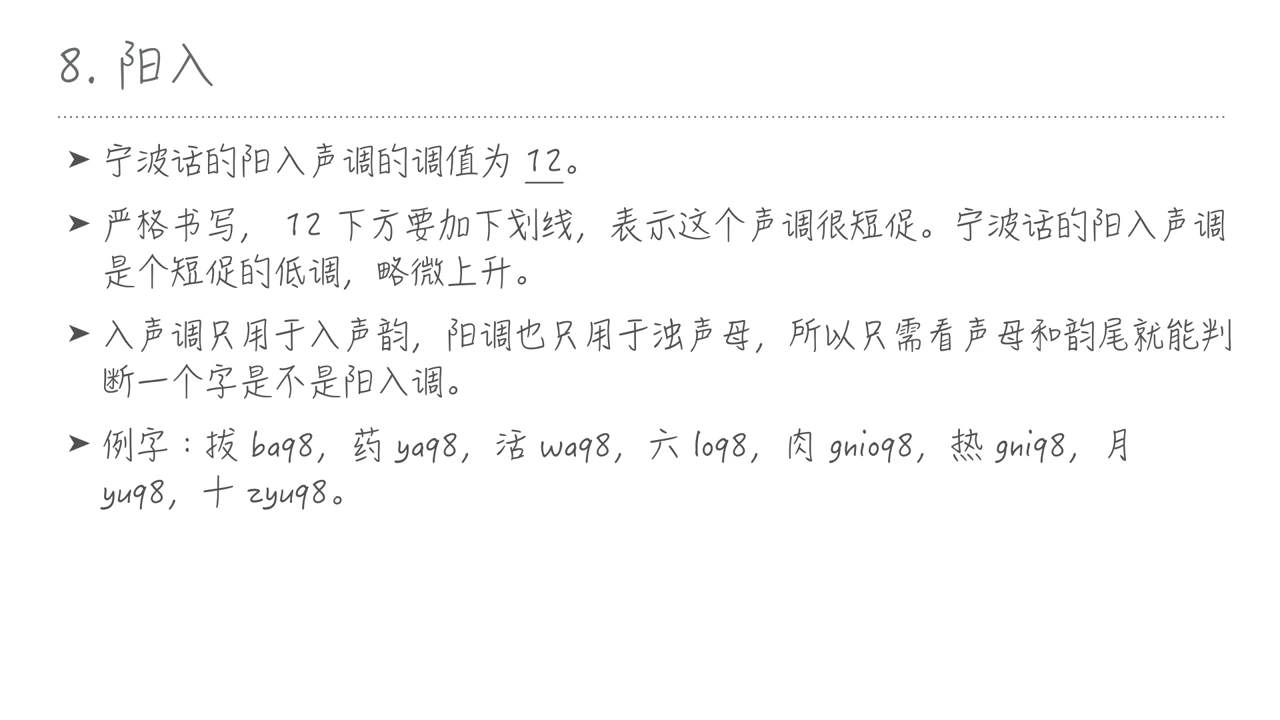 8. 阳入
➤ 宁波话的阳入声调的调值为 12。
➤ 严格书写， 12 下方要加下划线，表示这个声调很短促。宁波话的阳入声调
是个短促的低调，略微上升。
➤ 入声调只用于入声韵，阳调也只用于浊声母，所以只需看声母和韵尾就能判
断一个字是不是阳入调。
➤ 例字：拔 baq8，药 yaq8，活 waq8，六 loq8，肉 gnioq8，热 gniq8，月
yuq8，十 zyuq8。